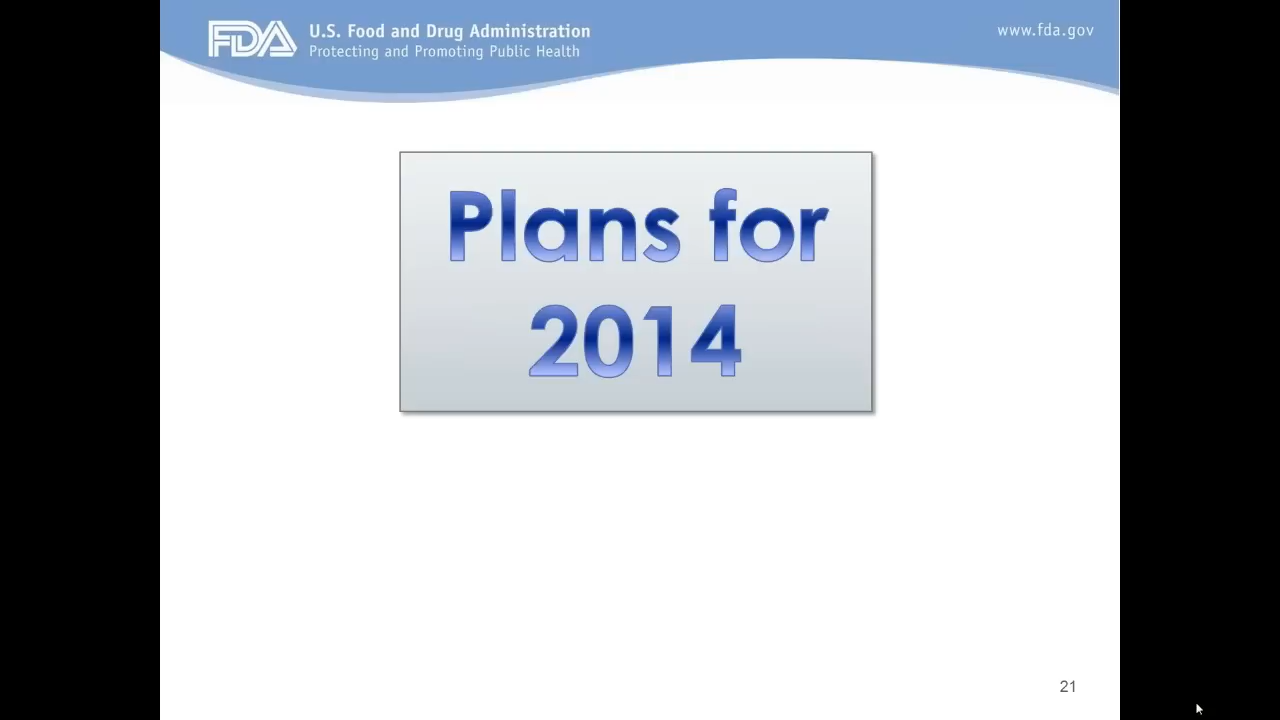 FDA
U.S. Food and Drug Administration
Protecting and Promoting Public Health
www.fda.gov
Plans for
2014
21